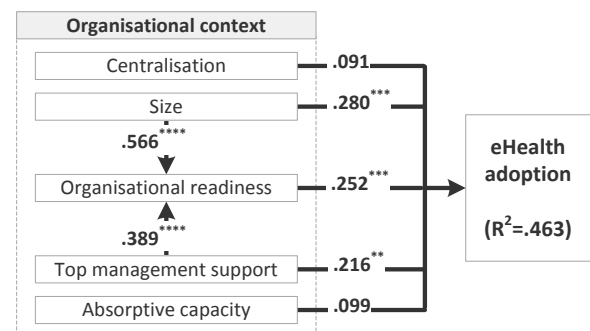 Organisational context
Centralisation
.091
Size
.280***
.566****
Organisational readiness
.252***
.389****
Top management support
.216**
Absorptive capacity
.099
eHealth
adoption
(R²=.463)